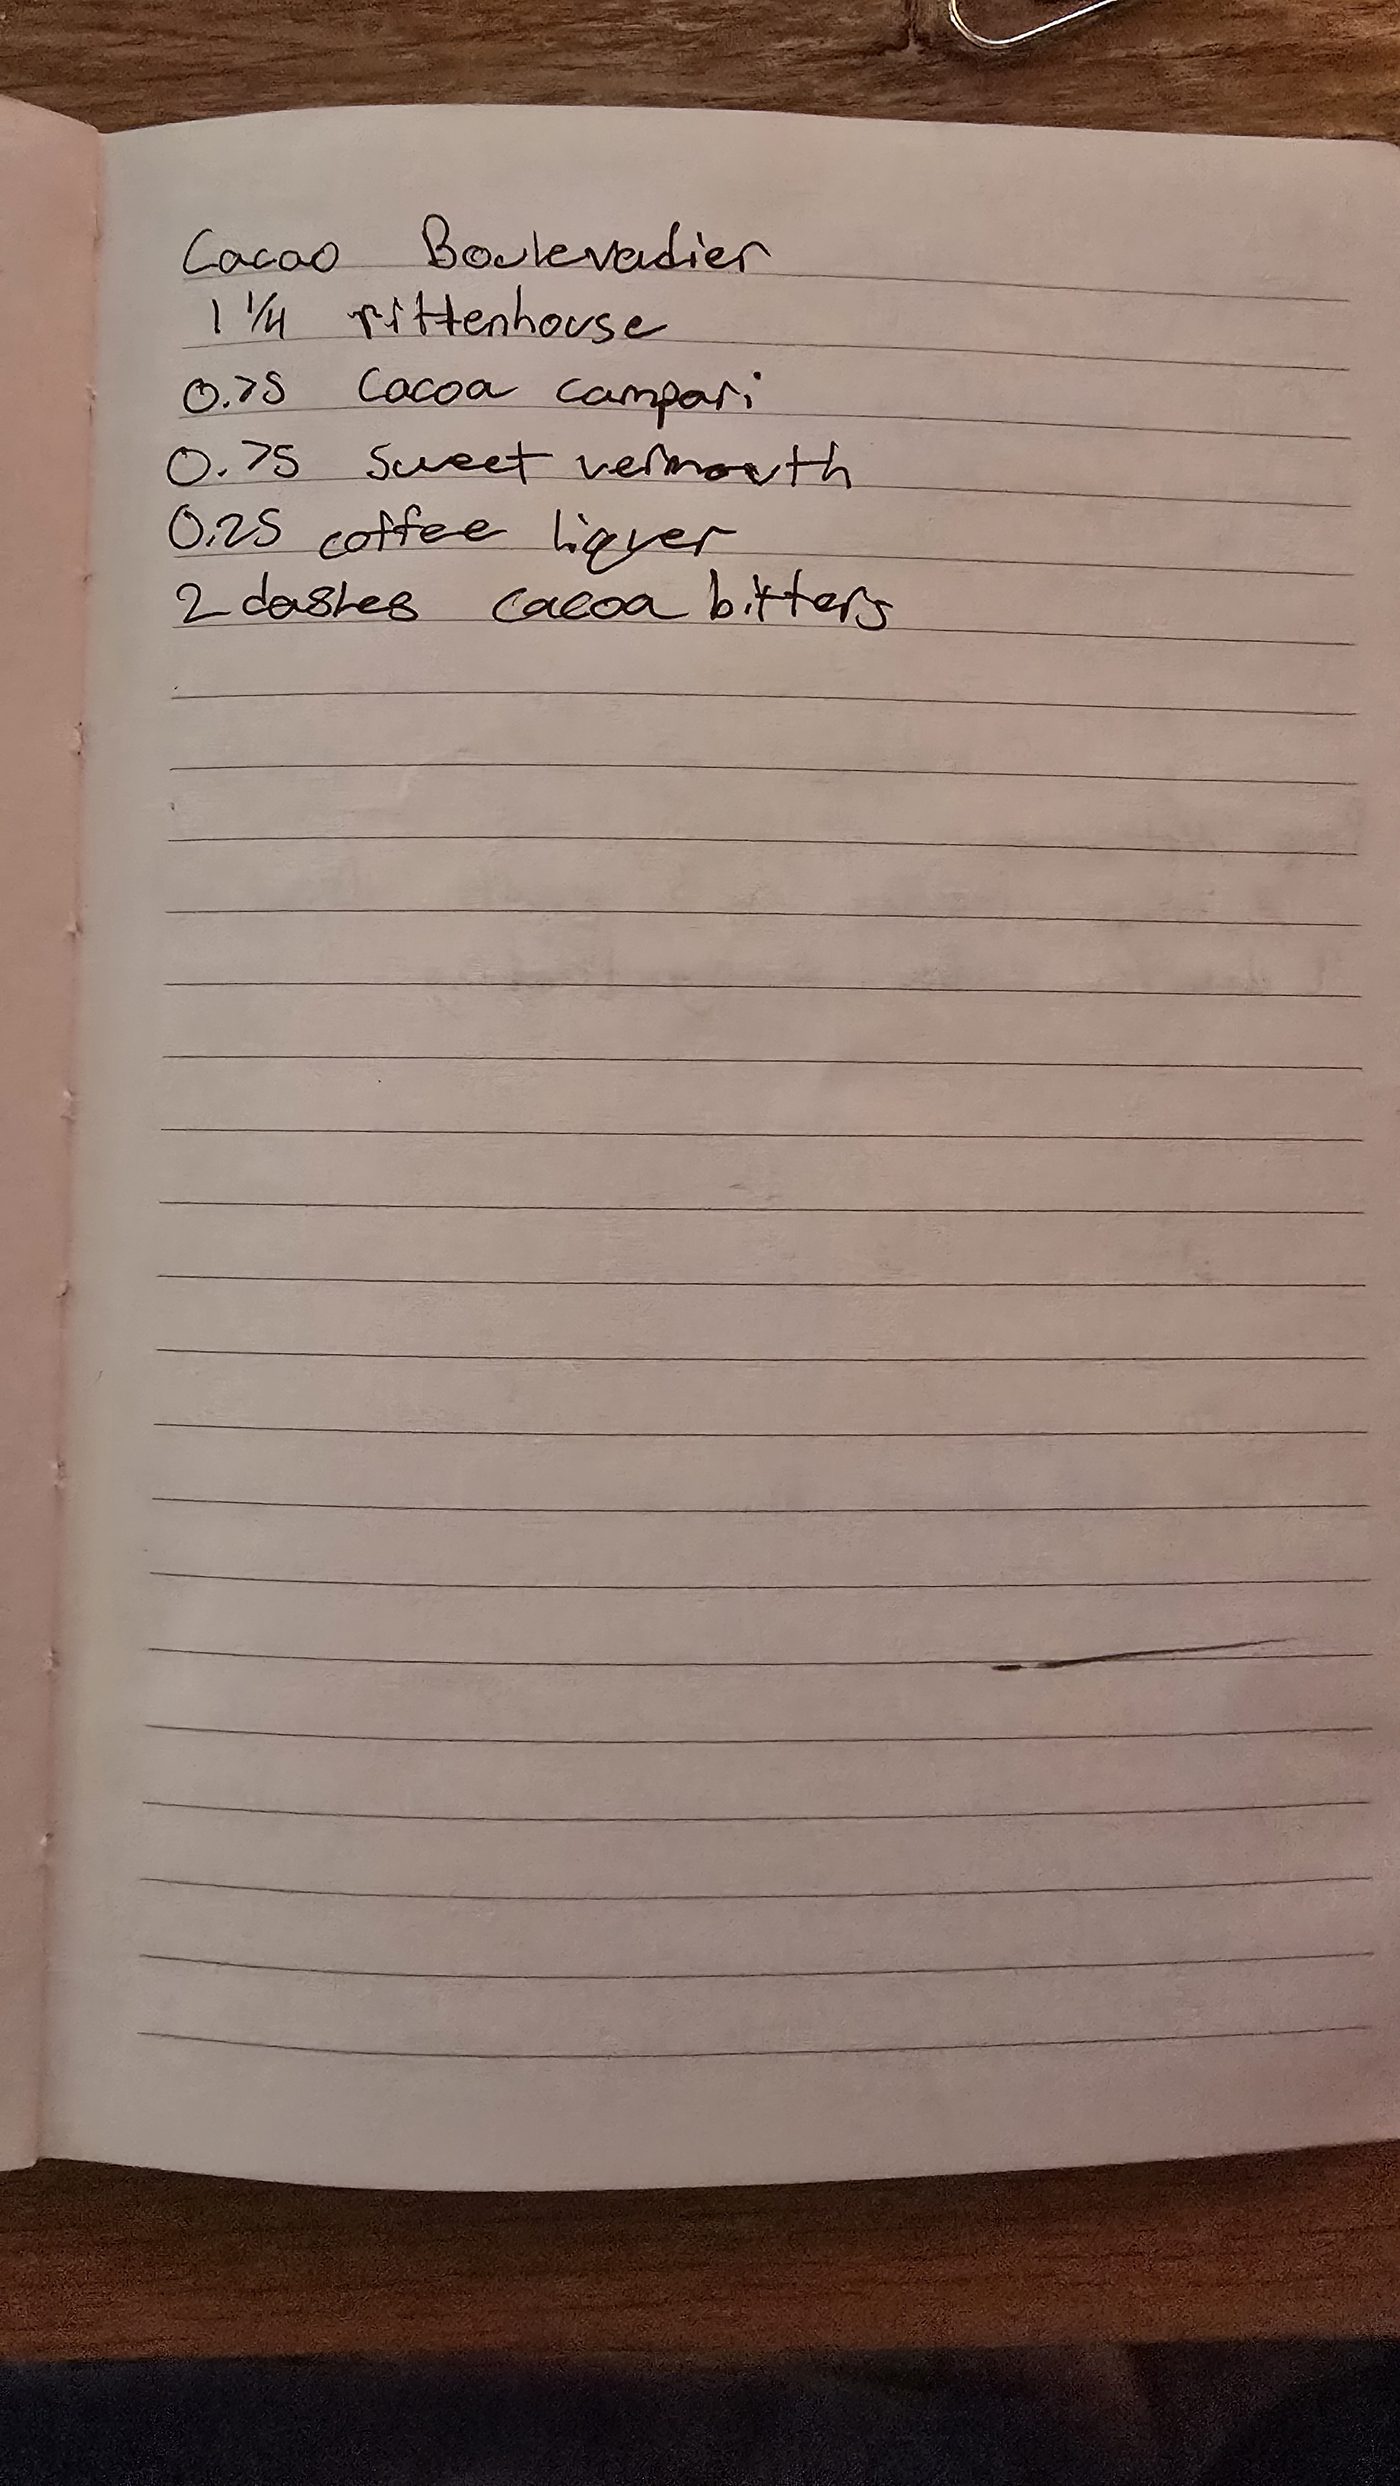 Cacao Boulevadier
1 1/4 rittenhouse
0.75 Cacoa campari
0.75 sweet vermouth
0.25 coffee liquer
2 dashes cacoa bitters